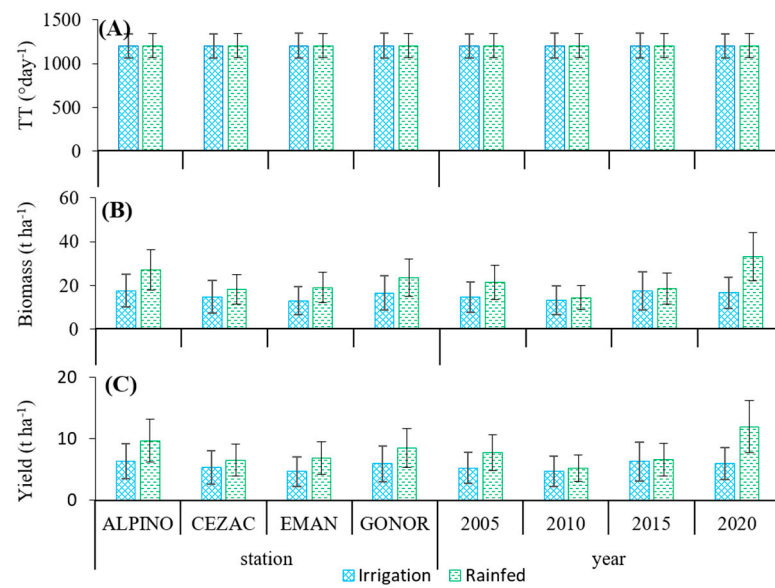 (A)
1500
1000
500
0
TT (°day⁻¹)
(B)
60
40
20
0
Biomass (t ha⁻¹)
(C)
20
10
0
Yield (t ha⁻¹)
ALPINO CEZAC EMAN GONOR 2005 2010 2015 2020
station year
Irrigation Rainfed